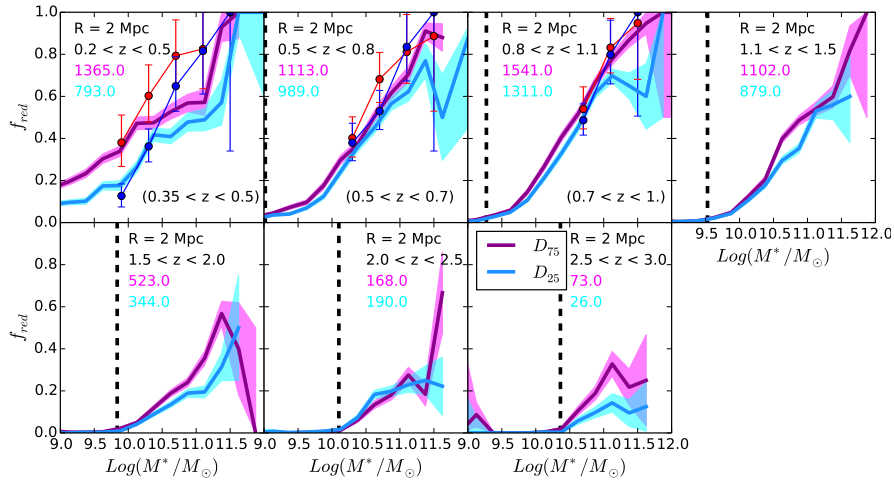 R = 2 Mpc
0.2 < z < 0.5
1365.0
793.0
(0.35 < z < 0.5)
R = 2 Mpc
0.5 < z < 0.8
1113.0
989.0
(0.5 < z < 0.7)
R = 2 Mpc
0.8 < z < 1.1
1541.0
1311.0
(0.7 < z < 1.)
R = 2 Mpc
1.1 < z < 1.5
1102.0
879.0
1.0
0.8
0.6
0.4
0.2
0.0
f_red
9.5 10.0 10.5 11.0 11.5 12.0
Log(M*/M⊙)
R = 2 Mpc
1.5 < z < 2.0
523.0
344.0
R = 2 Mpc
2.0 < z < 2.5
168.0
190.0
D_75
D_25
R = 2 Mpc
2.5 < z < 3.0
73.0
26.0
0.8
0.6
0.4
0.2
0.0
f_red
9.0 9.5 10.0 10.5 11.0 11.5 9.0 9.5 10.0 10.5 11.0 11.5 9.0 9.5 10.0 10.5 11.0 11.5 12.0
Log(M*/M⊙) Log(M*/M⊙) Log(M*/M⊙)